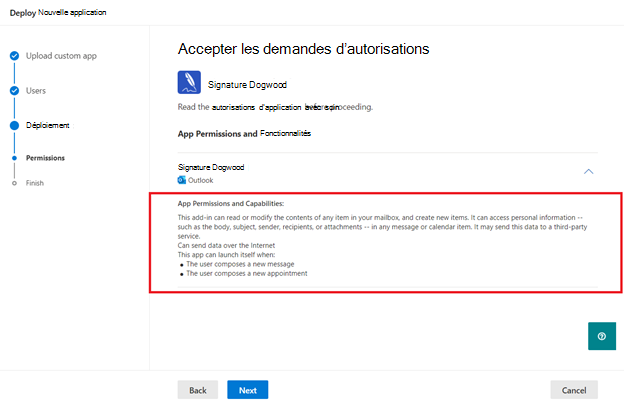 Deploy Nouvelle application
Upload custom app
Users
Déploiement
Permissions
Finish
Accepter les demandes d'autorisations
Signature Dogwood
Read the autorisations d'application proceeding.
App Permissions and Fonctionnalités
Signature Dogwood
Outlook
App Permissions and Capabilities:
This add-in can read or modify the contents of any item in your mailbox, and create new items. It can access personal information --
such as the body, subject, sender, recipients, or attachments -- in any message or calendar item. It may send this data to a third-party
service.
Can send data over the Internet
This app can launch itself when:
• The user composes a new message
• The user composes a new appointment
Back
Next
Cancel